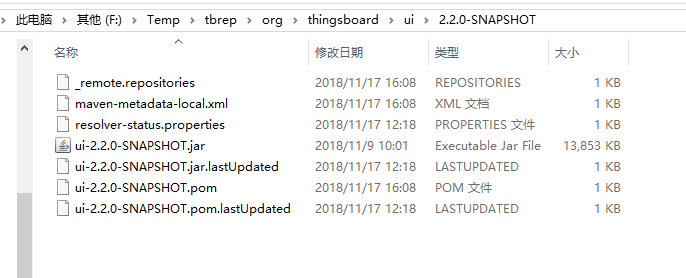 此电脑 > 其他 (F:) > Temp > tbrep > org > thingsboard > ui > 2.2.0-SNAPSHOT
名称 修改日期 类型 大小
_remote.repositories 2018/11/17 16:08 REPOSITORIES 1 KB
maven-metadata-local.xml 2018/11/17 16:08 XML 文档 1 KB
resolver-status.properties 2018/11/17 12:18 PROPERTIES 文件 1 KB
ui-2.2.0-SNAPSHOT.jar 2018/11/9 10:01 Executable Jar File 13,853 KB
ui-2.2.0-SNAPSHOT.jar.lastUpdated 2018/11/17 12:18 LASTUPDATED 1 KB
ui-2.2.0-SNAPSHOT.pom 2018/11/17 16:08 POM 文件 1 KB
ui-2.2.0-SNAPSHOT.pom.lastUpdated 2018/11/17 12:18 LASTUPDATED 1 KB